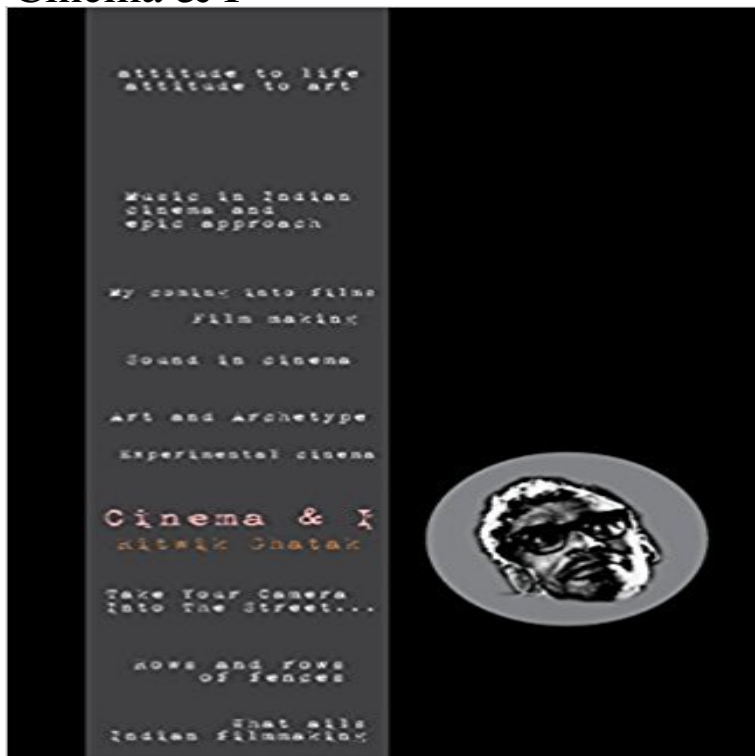 Cinema & I
attitude to life
attitude to art
Music in Indian
cinema and
epic approach
My coming into films
Film making
Sound in cinema
Art and Archetype
Experimental cinema
Cinema & I
Ritwik Ghatak
Take Your Camera
Into The Street...
Rows and rows
of fences
What ails
Indian filmmaking